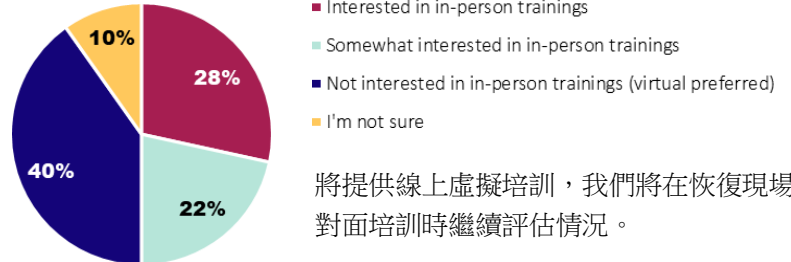 Interested in in-person trainings
Somewhat interested in in-person trainings
Not interested in in-person trainings (virtual preferred)
I'm not sure
10%
28%
40%
22%
將提供線上虛擬培訓，我們將在恢復現場
對面培訓時繼續評估情況。